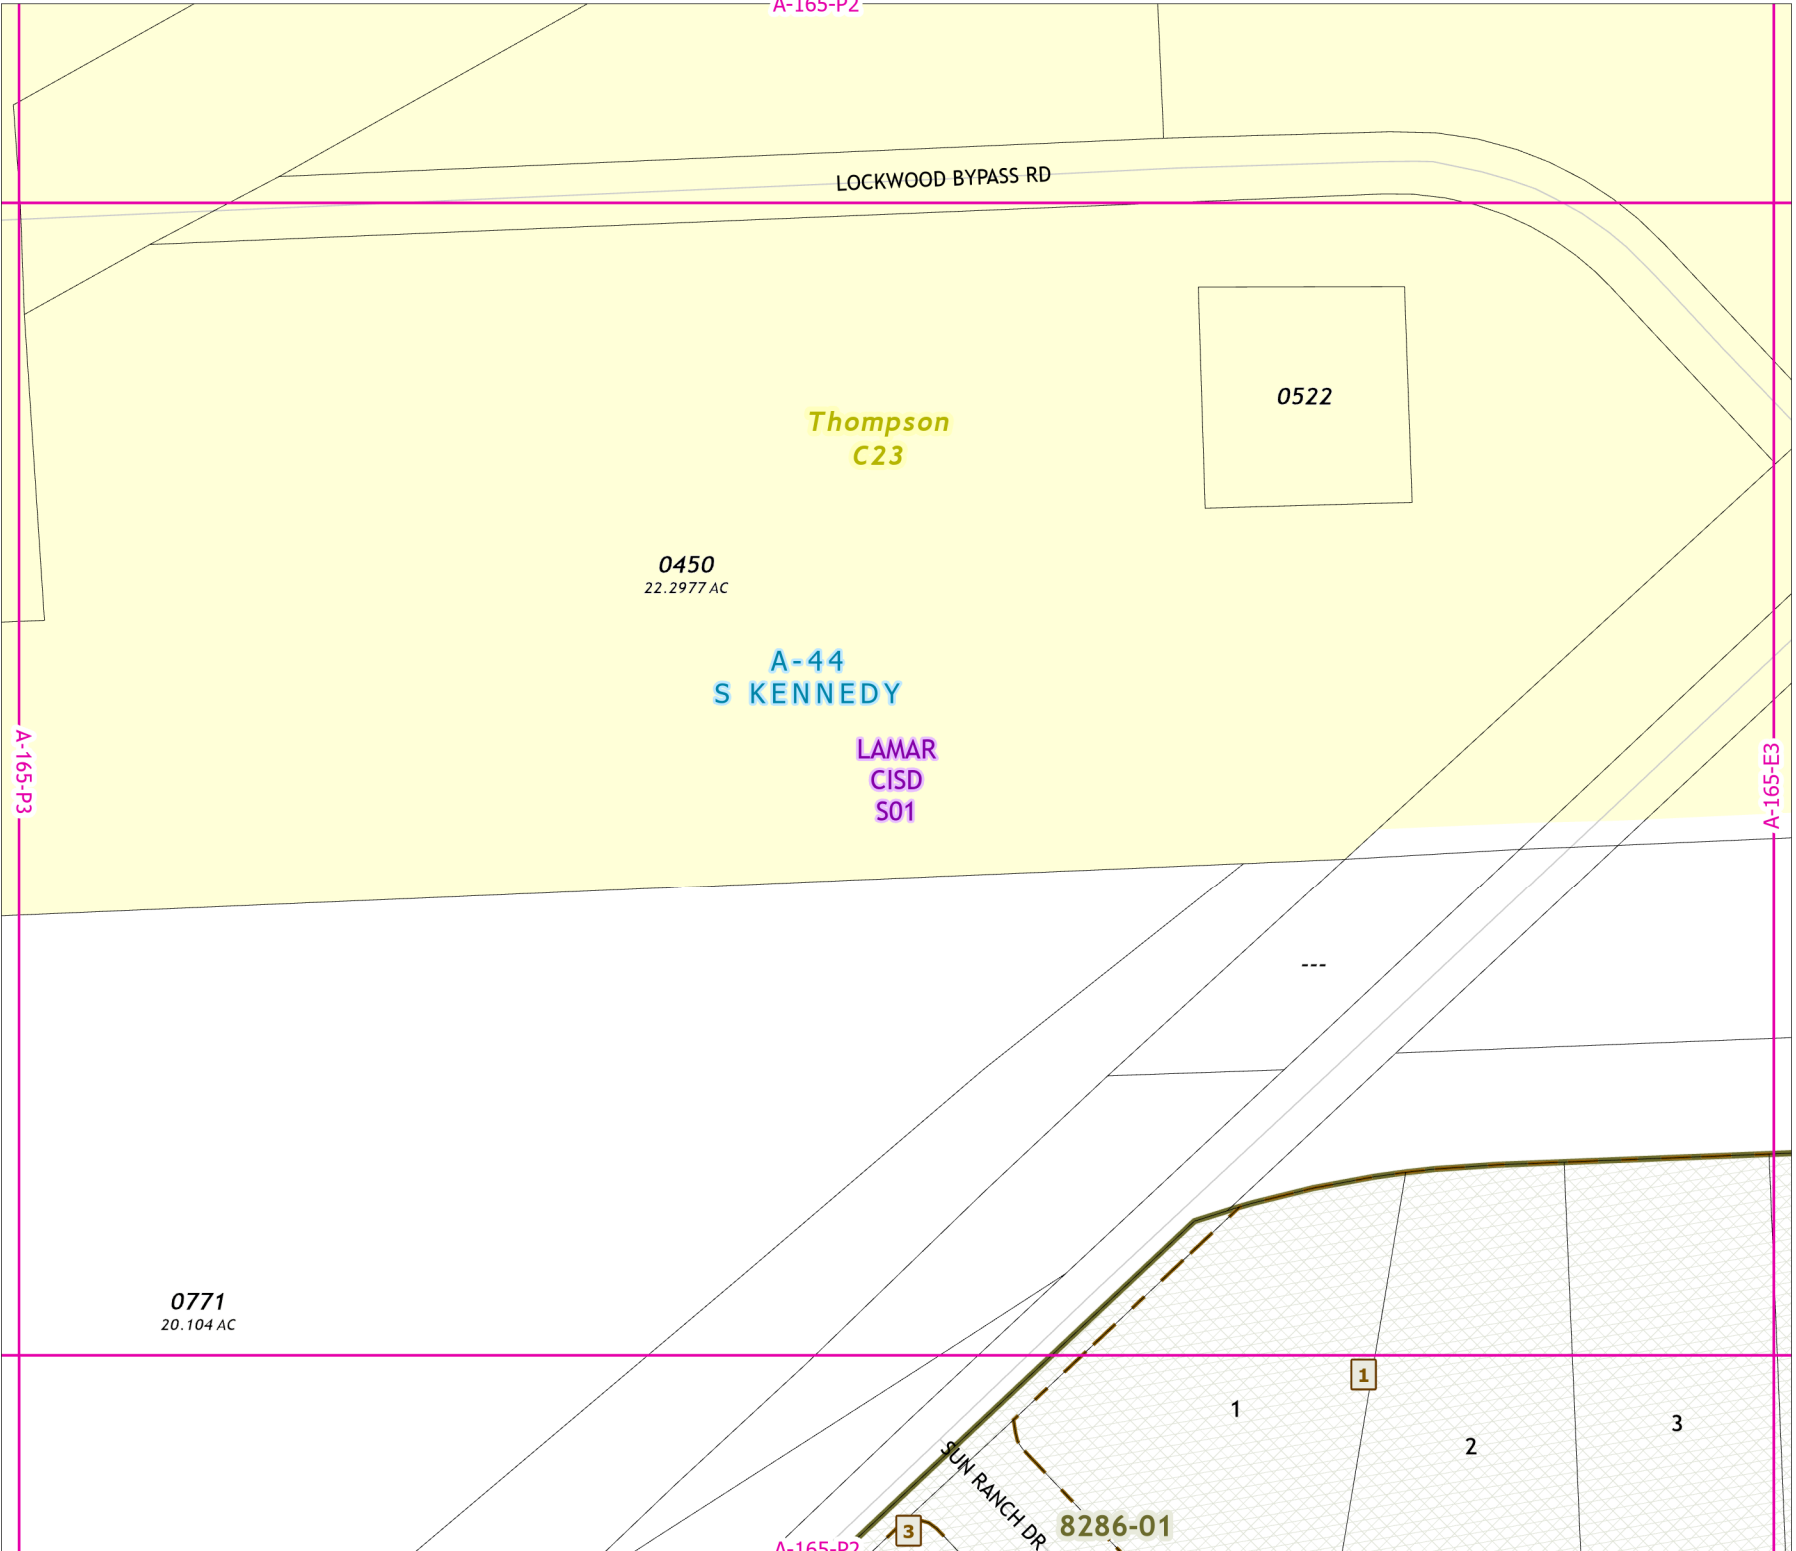 A-165-P2
LOCKWOOD BYPASS RD
0522
Thompson
C23
0450
22.2977 AC
A-44
S KENNEDY
LAMAR
CISD
S01
A-165-P3
A-165-E3
---
0771
20.104 AC
1
1
2
3
SUN RANCH DR
8286-01
3
A-165-P2